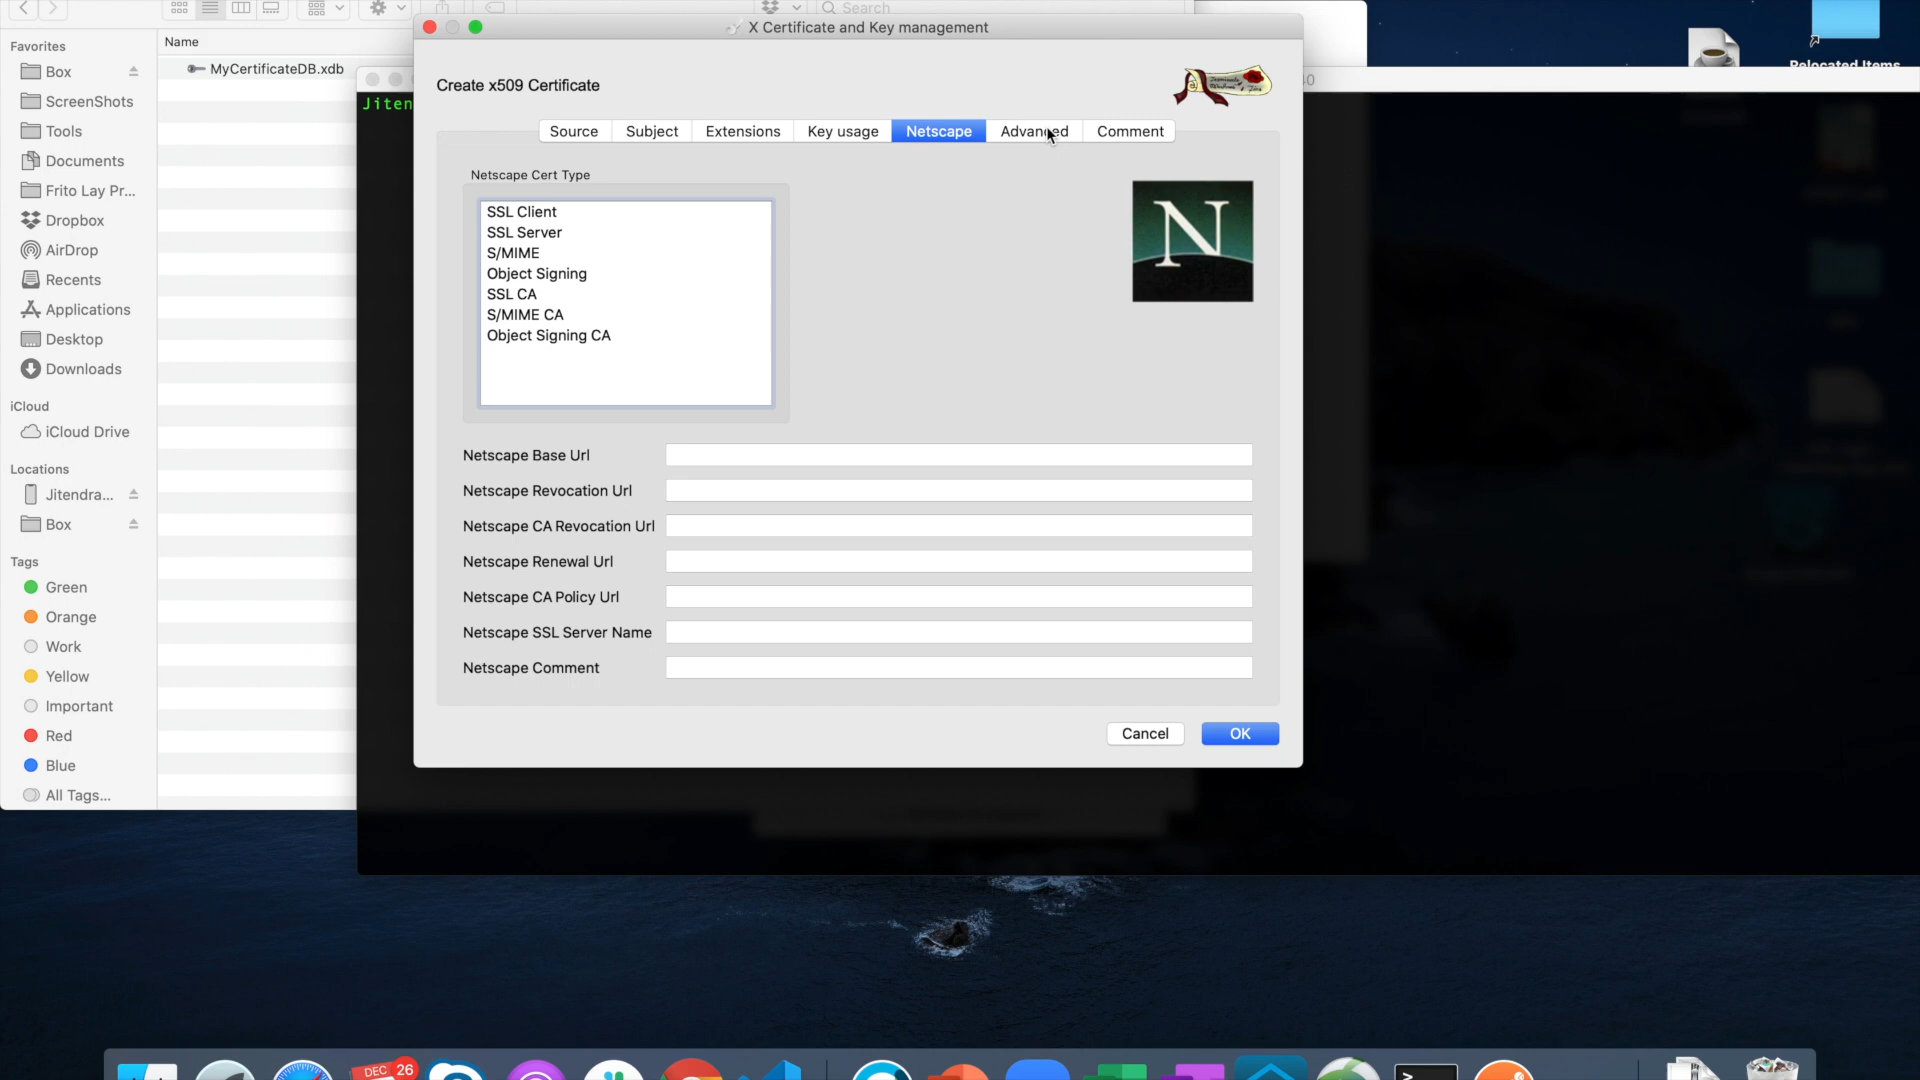 Search
Favorites
Name
Box
MyCertificateDB.xdb
ScreenShots
Tools
Documents
Frito Lay Pr...
Dropbox
AirDrop
Recents
Applications
Desktop
Downloads
iCloud
iCloud Drive
Locations
Jitendra...
Box
Tags
Green
Orange
Work
Yellow
Important
Red
Blue
All Tags...
Jiten
X Certificate and Key management
Create x509 Certificate
Source Subject Extensions Key usage Netscape Advanced Comment
Netscape Cert Type
SSL Client
SSL Server
S/MIME
Object Signing
SSL CA
S/MIME CA
Object Signing CA
N
Netscape Base Url
Netscape Revocation Url
Netscape CA Revocation Url
Netscape Renewal Url
Netscape CA Policy Url
Netscape SSL Server Name
Netscape Comment
Cancel OK
Relocated Items
DEC 26